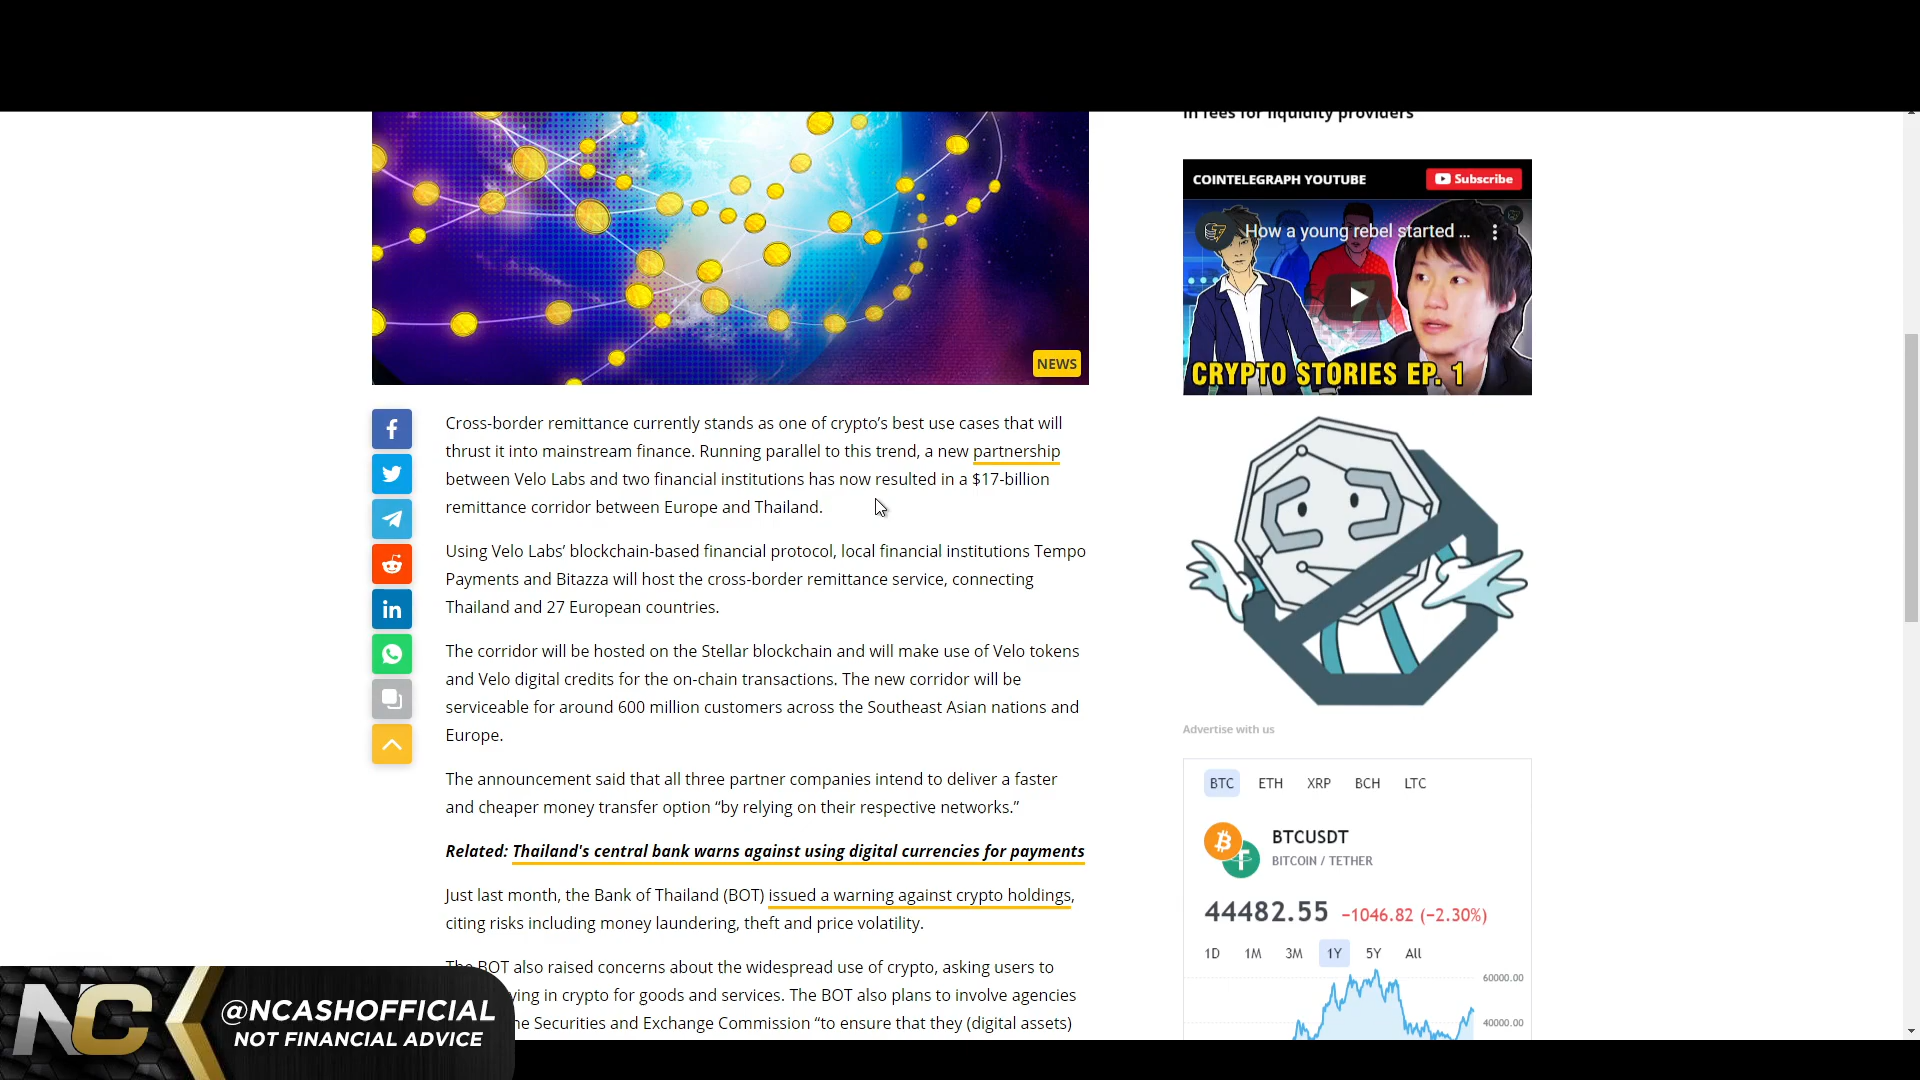 in fees for liquidity providers
COINTELEGRAPH YOUTUBE
Subscribe
How a young rebel started ...
CRYPTO STORIES EP. 1
NEWS
Cross-border remittance currently stands as one of crypto’s best use cases that will
thrust it into mainstream finance. Running parallel to this trend, a new partnership
between Velo Labs and two financial institutions has now resulted in a $17-billion
remittance corridor between Europe and Thailand.
Using Velo Labs’ blockchain-based financial protocol, local financial institutions Tempo
Payments and Bitazza will host the cross-border remittance service, connecting
Thailand and 27 European countries.
The corridor will be hosted on the Stellar blockchain and will make use of Velo tokens
and Velo digital credits for the on-chain transactions. The new corridor will be
serviceable for around 600 million customers across the Southeast Asian nations and
Europe.
The announcement said that all three partner companies intend to deliver a faster
and cheaper money transfer option “by relying on their respective networks.”
Related: Thailand's central bank warns against using digital currencies for payments
Just last month, the Bank of Thailand (BOT) issued a warning against crypto holdings,
citing risks including money laundering, theft and price volatility.
The BOT also raised concerns about the widespread use of crypto, asking users to
ying in crypto for goods and services. The BOT also plans to involve agencies
ne Securities and Exchange Commission “to ensure that they (digital assets)
Advertise with us
BTC ETH XRP BCH LTC
BTCUSDT
BITCOIN / TETHER
44482.55 −1046.82 (−2.30%)
1D 1M 3M 1Y 5Y All
60000.00
40000.00
NC
@NCASHOFFICIAL
NOT FINANCIAL ADVICE